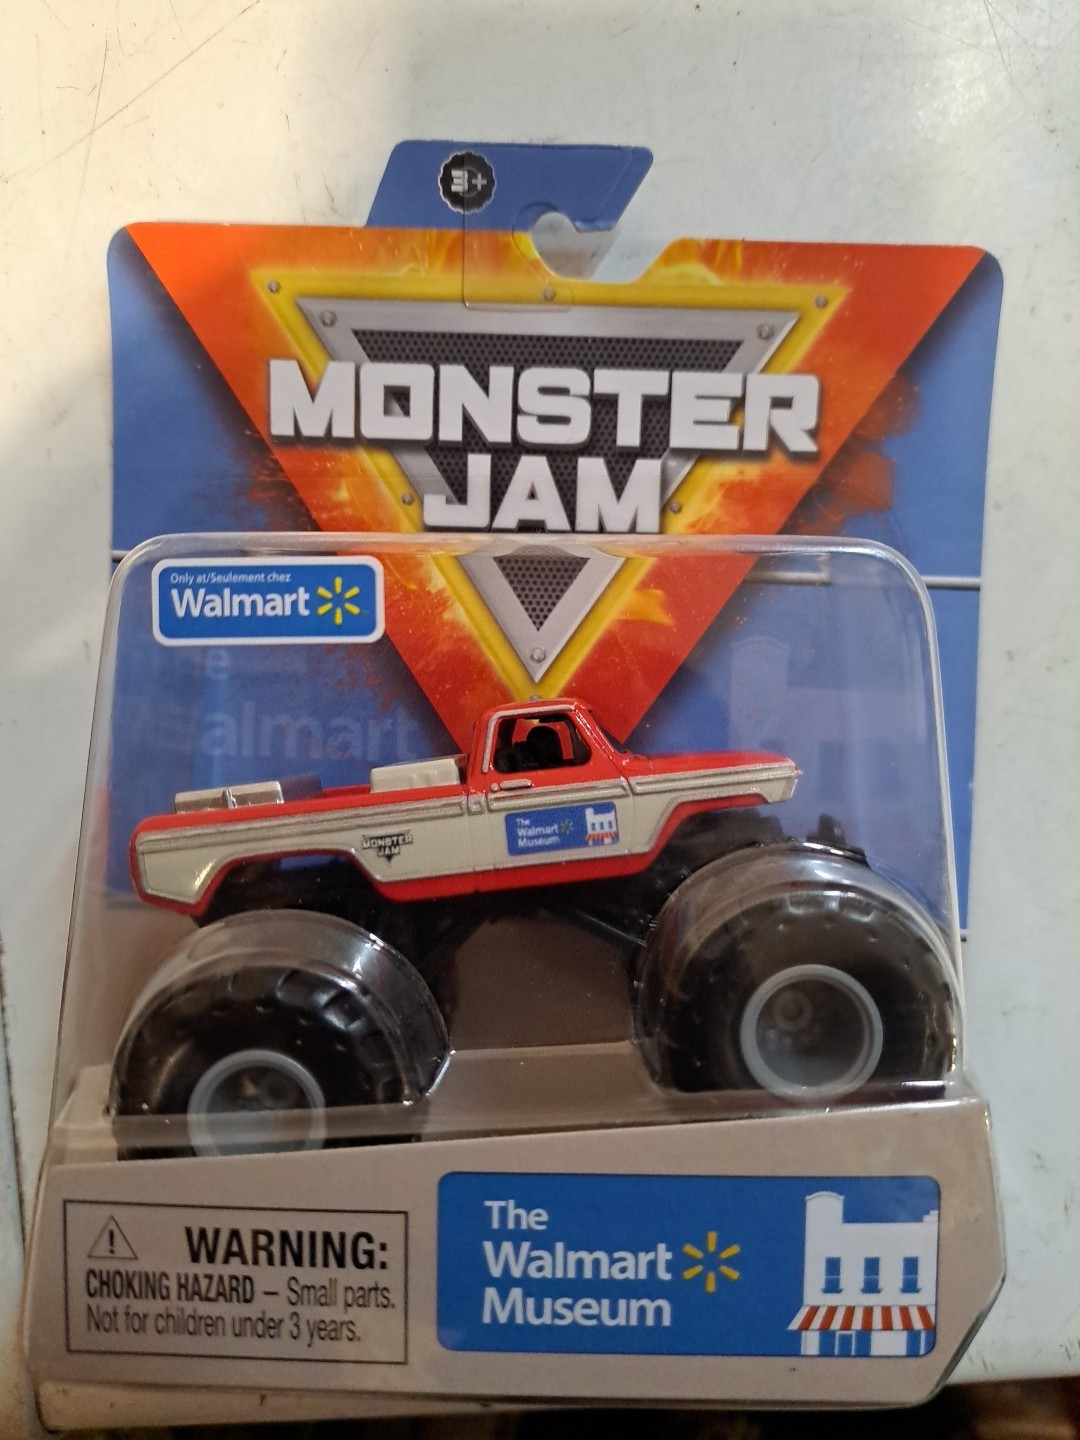 3+
MONSTER
JAM
Only at/Seulement chez
Walmart
e
almart
MONSTER
JAM
The
Walmart
Museum
WARNING:
CHOKING HAZARD – Small parts.
Not for children under 3 years.
The
Walmart
Museum